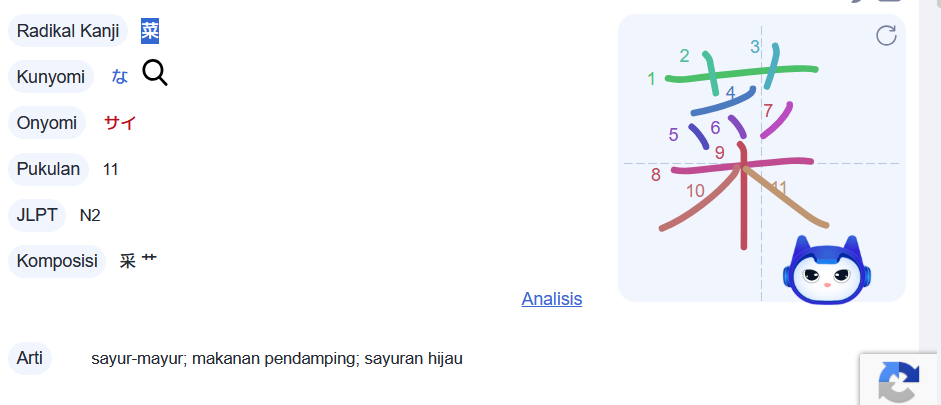 Radikal Kanji 菜
Kunyomi な
Onyomi サイ
Pukulan 11
JLPT N2
Komposisi 采 艹
Analisis
Arti sayur-mayur; makanan pendamping; sayuran hijau
1 2 3 4 5 6 7 8 9 10 11